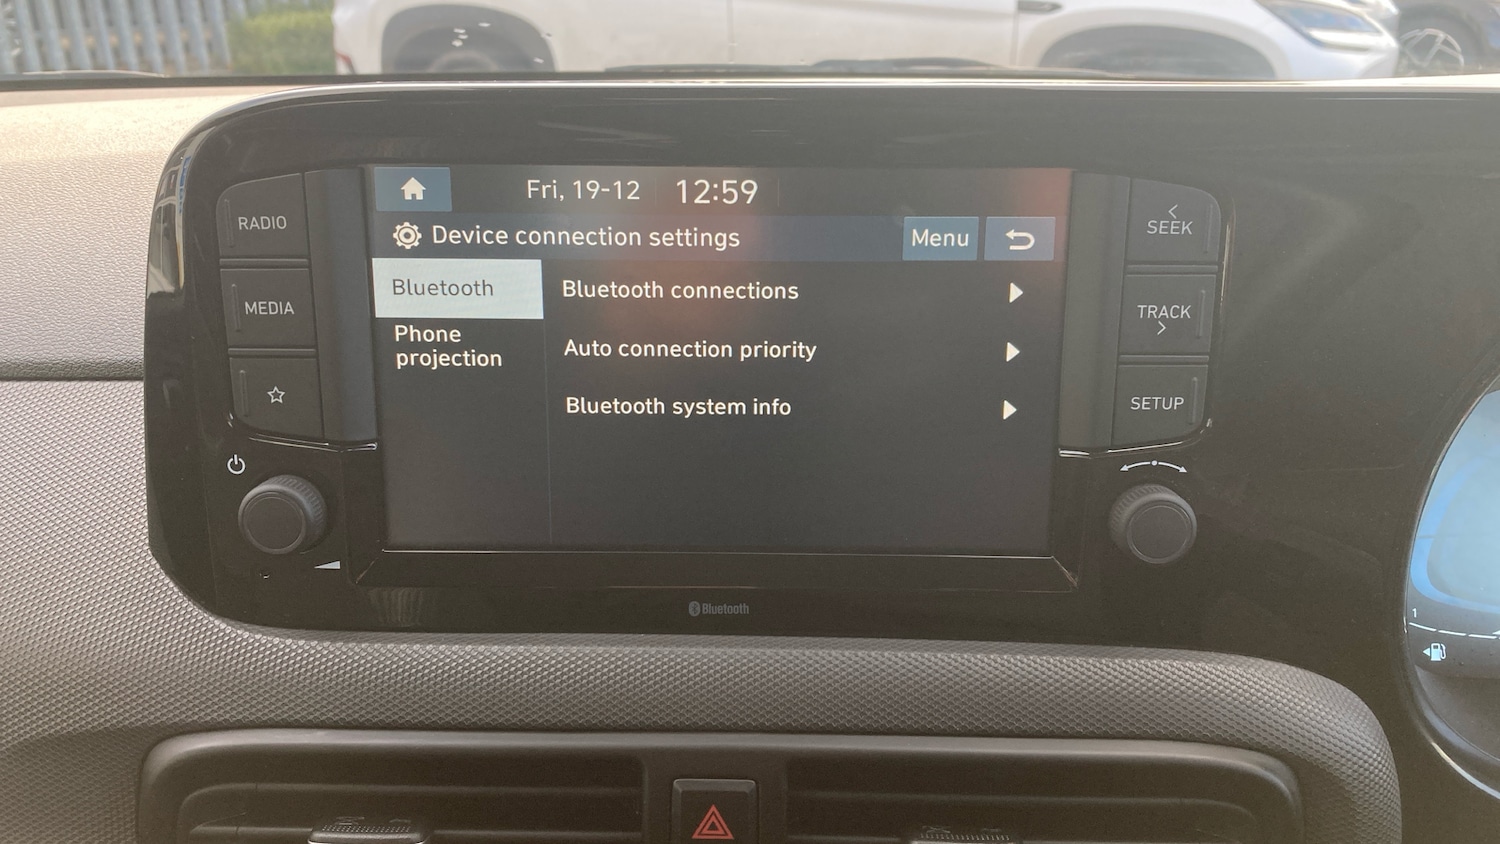 Fri, 19-12 12:59
Device connection settings
Menu
Bluetooth
Phone
projection
Bluetooth connections
Auto connection priority
Bluetooth system info
RADIO
MEDIA
SEEK
TRACK
SETUP
Bluetooth
1